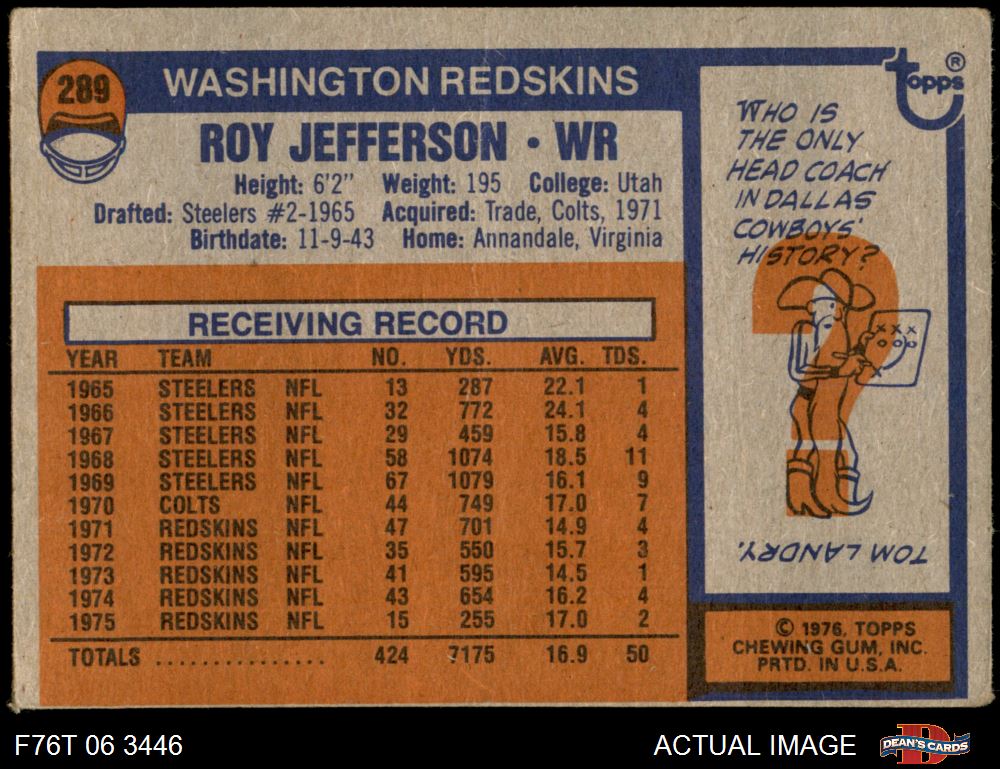 289
WASHINGTON REDSKINS
ROY JEFFERSON • WR
Height: 6'2" Weight: 195 College: Utah
Drafted: Steelers #2-1965 Acquired: Trade, Colts, 1971
Birthdate: 11-9-43 Home: Annandale, Virginia
RECEIVING RECORD
YEAR TEAM NO. YDS. AVG. TDS.
1965 STEELERS NFL 13 287 22.1 1
1966 STEELERS NFL 32 772 24.1 4
1967 STEELERS NFL 29 459 15.8 4
1968 STEELERS NFL 58 1074 18.5 11
1969 STEELERS NFL 67 1079 16.1 9
1970 COLTS NFL 44 749 17.0 7
1971 REDSKINS NFL 47 701 14.9 4
1972 REDSKINS NFL 35 550 15.7 3
1973 REDSKINS NFL 41 595 14.5 1
1974 REDSKINS NFL 43 654 16.2 4
1975 REDSKINS NFL 15 255 17.0 2
TOTALS ................ 424 7175 16.9 50
Topps ®
WHO IS
THE ONLY
HEAD COACH
IN DALLAS
COWBOYS'
HISTORY?
?
X X X
O O O
X
TOM LANDRY.
© 1976, TOPPS
CHEWING GUM, INC.
PRTD. IN U.S.A.
F76T 06 3446
ACTUAL IMAGE
D
DEAN'S CARDS